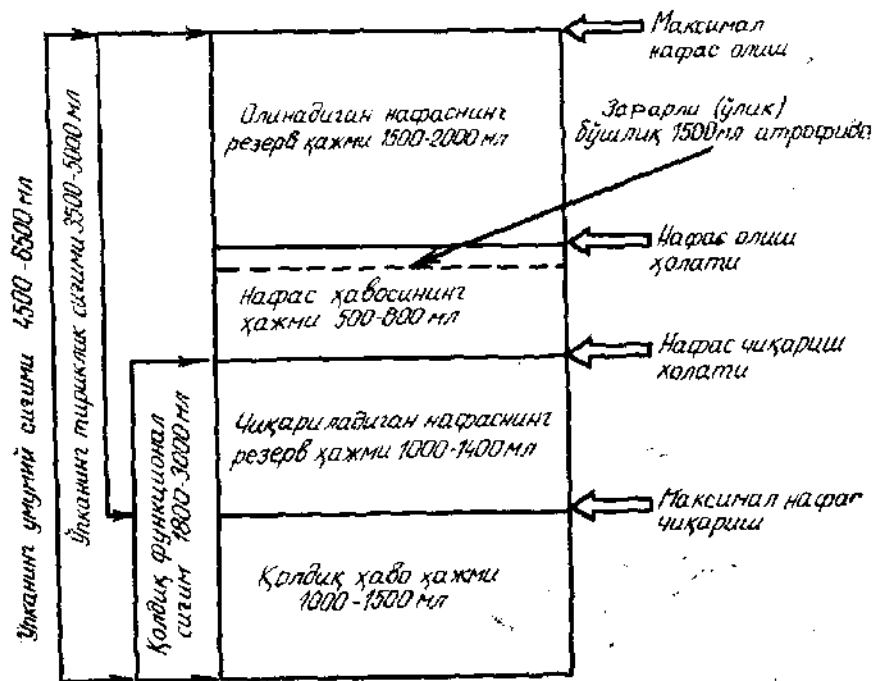 Ўпканинг умумий сиғими 4500-6500 мл
Ўпканинг тириклик сиғими 3500-5000 мл
Қолдиқ функционал
сиғим 1800-3000 мл
Олинадиган нафаснинг
резерв ҳажми 1500-2000 мл
Нафас ҳавосининг
ҳажми 500-800 мл
Чиқариладиган нафаснинг
резерв ҳажми 1000-1400 мл
Қолдиқ ҳаво ҳажми
1000-1500 мл
Максимал
нафас олиш
Зарарли (ўлик)
бўшлиқ 1500 мл атрофида
Нафас олиш
ҳолати
Нафас чиқариш
ҳолати
Максимал нафас
чиқариш